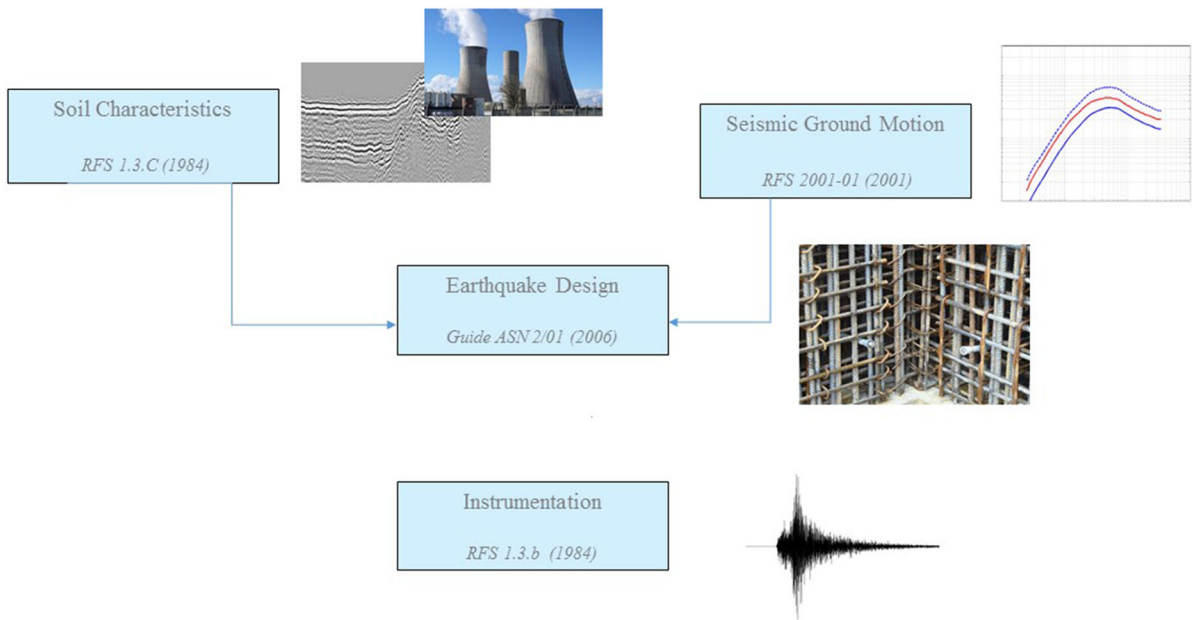 Soil Characteristics
RFS 1.3.C (1984)
Seismic Ground Motion
RFS 2001-01 (2001)
Earthquake Design
Guide ASN 2/01 (2006)
Instrumentation
RFS 1.3.b (1984)